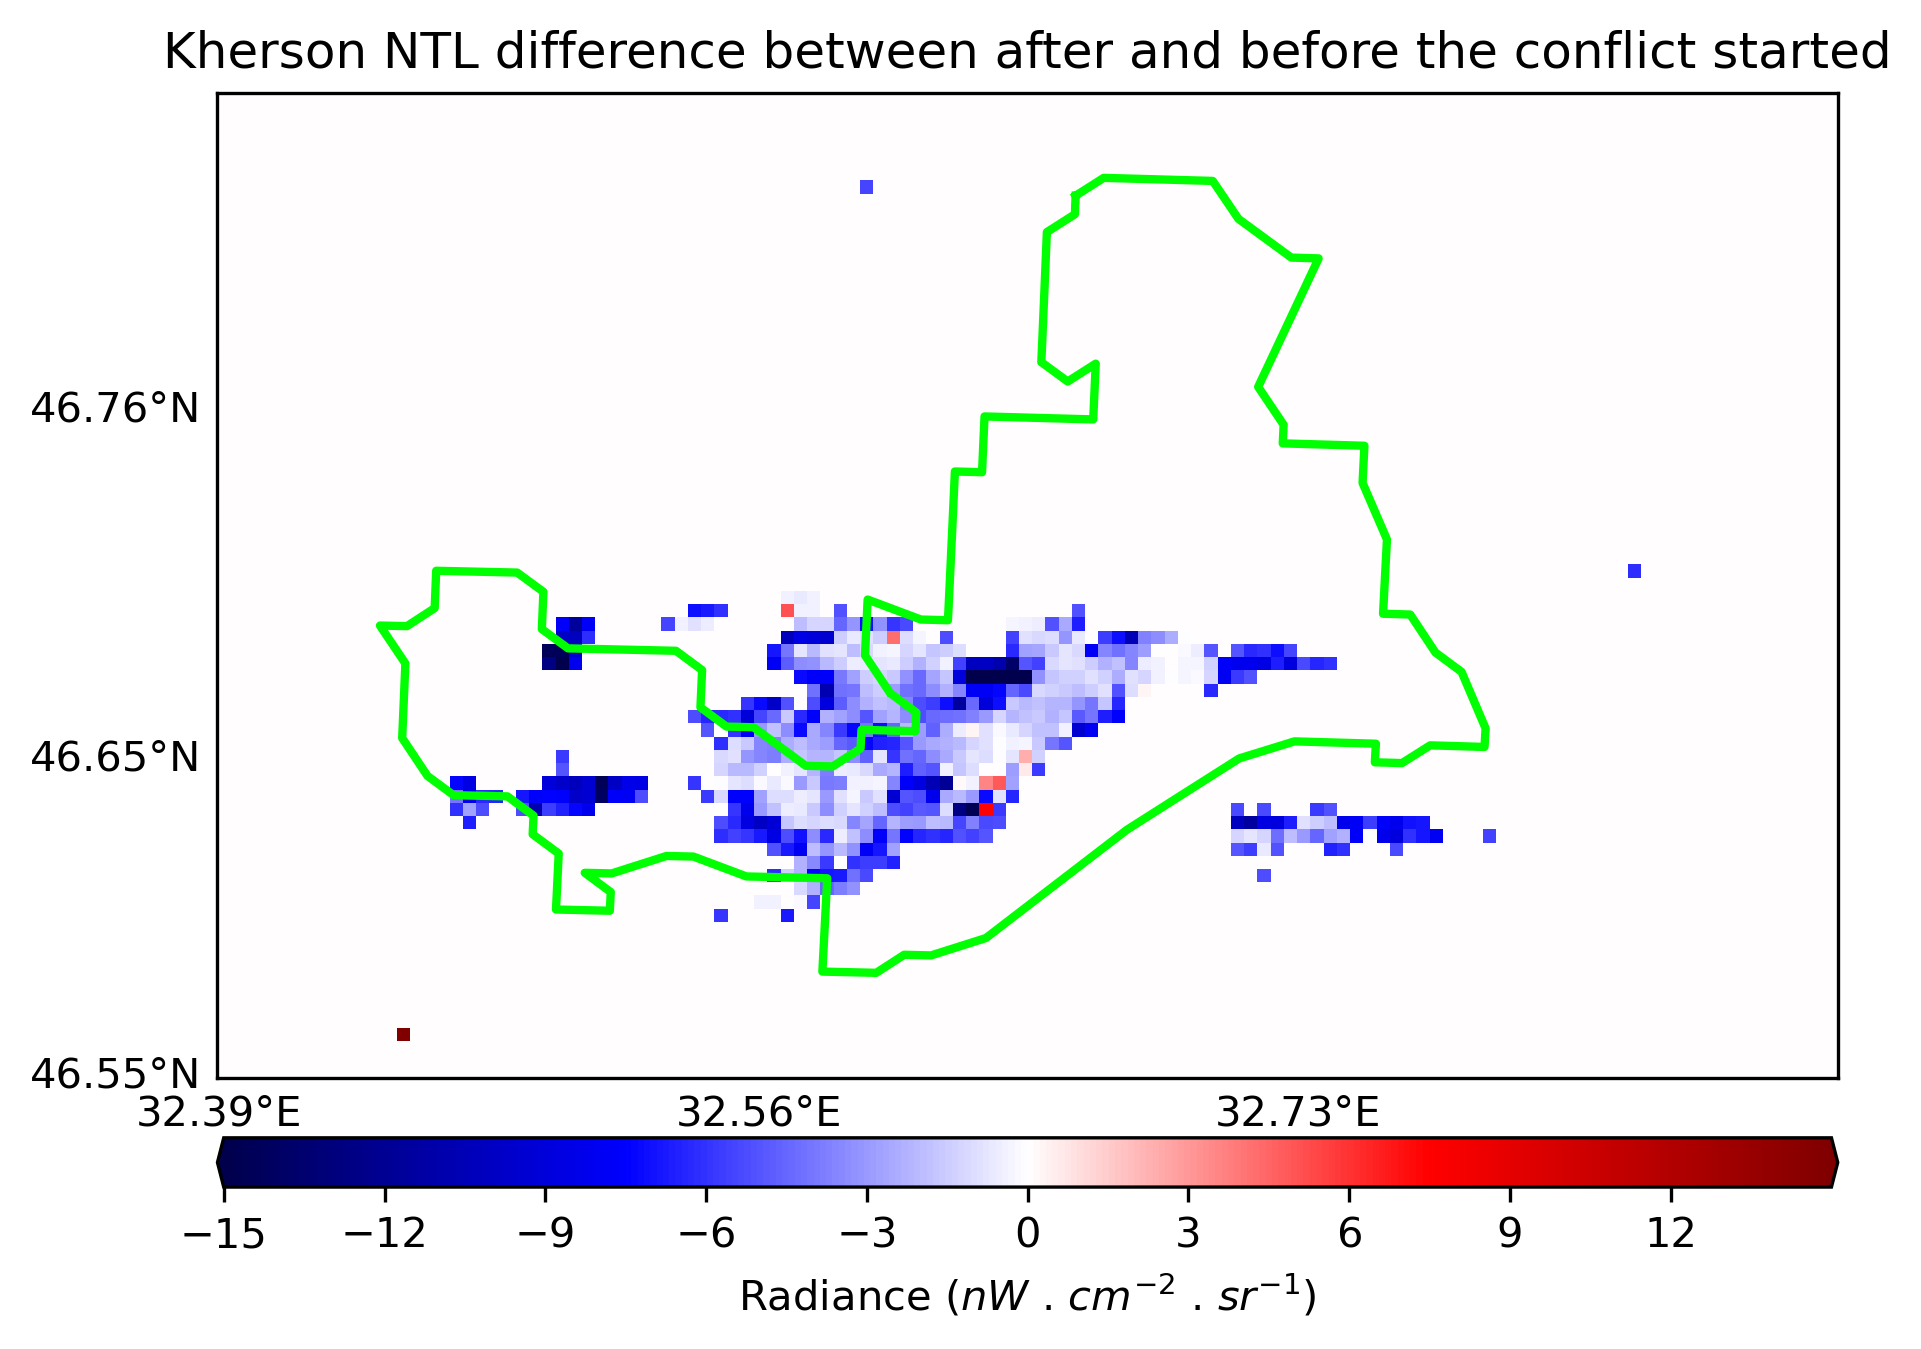 Kherson NTL difference between after and before the conflict started
46.76°N
46.65°N
46.55°N
32.39°E 32.56°E 32.73°E
−15 −12 −9 −6 −3 0 3 6 9 12
Radiance (nW . cm⁻² . sr⁻¹)